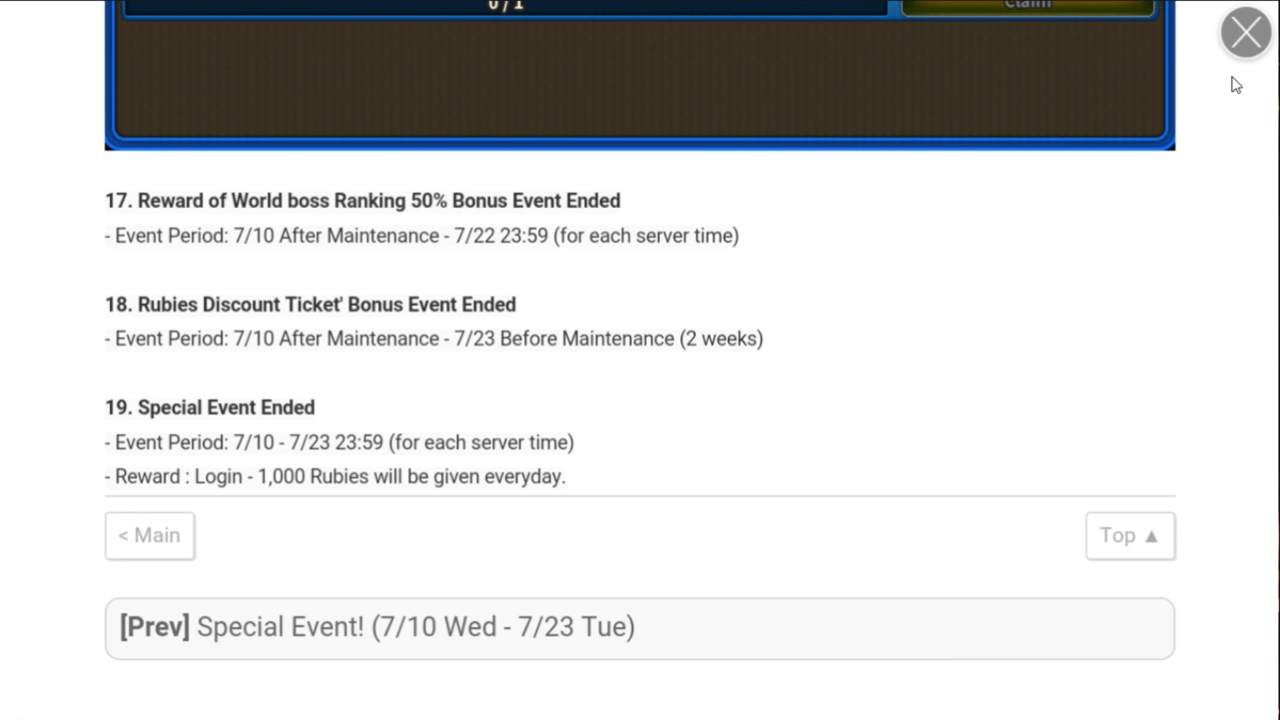 0/1
Claim
17. Reward of World boss Ranking 50% Bonus Event Ended
- Event Period: 7/10 After Maintenance - 7/22 23:59 (for each server time)
18. Rubies Discount Ticket' Bonus Event Ended
- Event Period: 7/10 After Maintenance - 7/23 Before Maintenance (2 weeks)
19. Special Event Ended
- Event Period: 7/10 - 7/23 23:59 (for each server time)
- Reward : Login - 1,000 Rubies will be given everyday.
< Main
Top ▲
[Prev] Special Event! (7/10 Wed - 7/23 Tue)